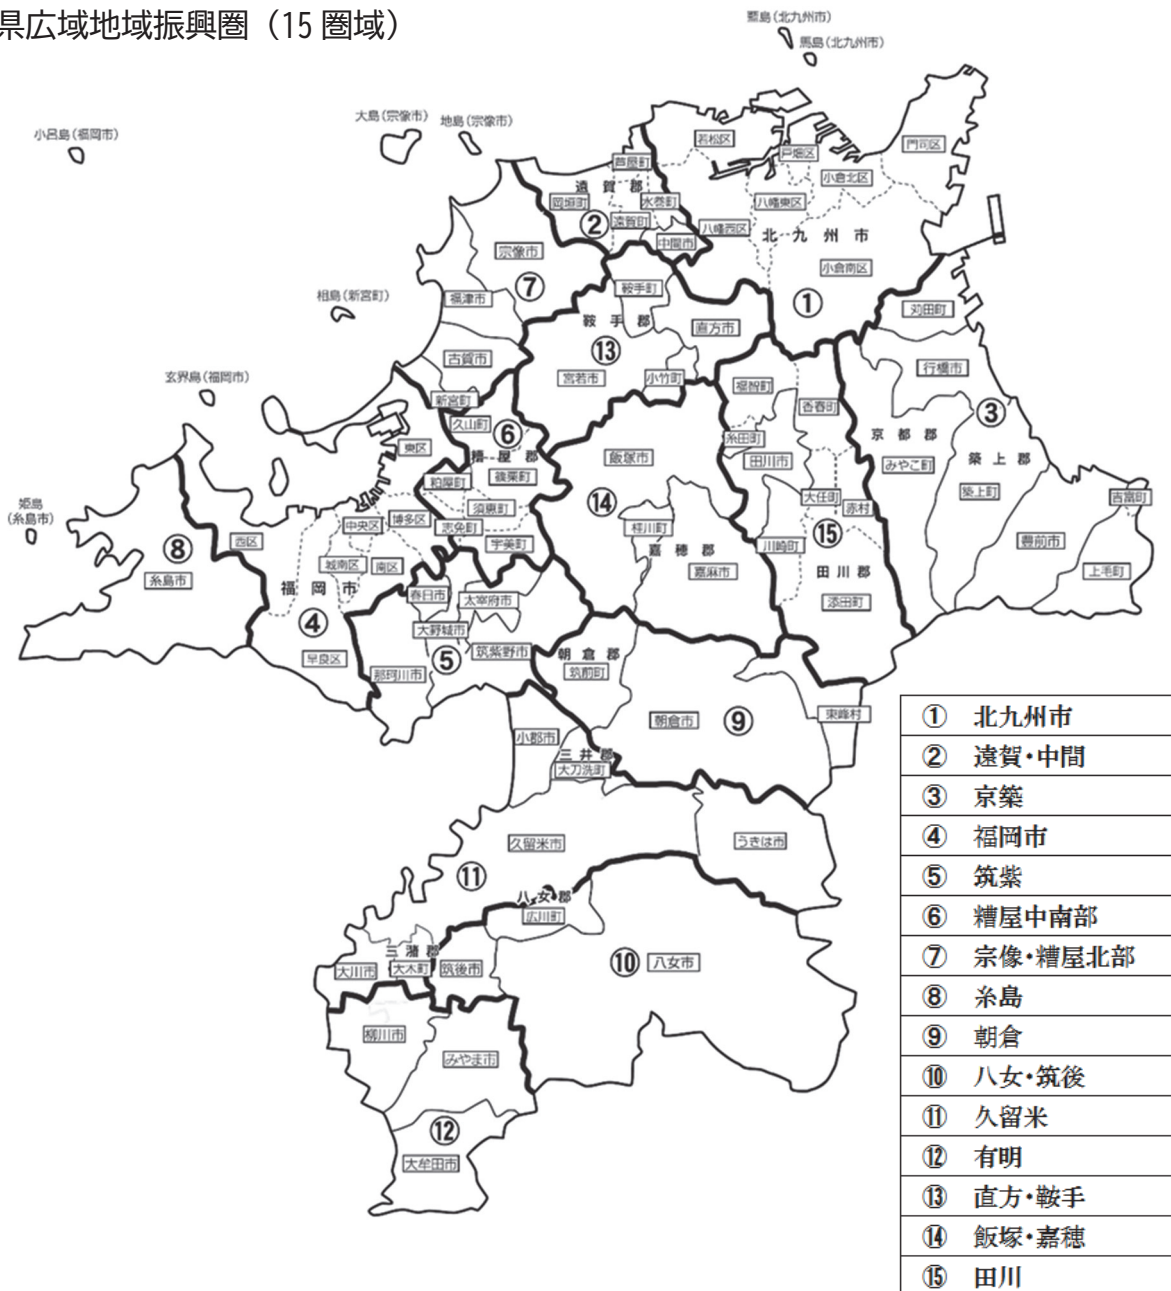 県広域地域振興圏（15 圏域）
藍島（北九州市）
馬島（北九州市）
大島（宗像市）
地島（宗像市）
小呂島（福岡市）
若松区
戸畑区
門司区
芦屋町
小倉北区
遠賀郡
岡垣町
水巻町
八幡東区
遠賀町
②
八幡西区
北九州市
中間市
宗像市
小倉南区
⑦
鞍手町
①
相島（新宮町）
福津市
苅田町
鞍手郡
直方市
⑬
古賀市
行橋市
玄界島（福岡市）
宮若市
小竹町
福智町
新宮町
香春町
③
久山町
⑥
京都郡
東区
糸田町
糟屋郡
飯塚市
田川市
みやこ町
築上郡
粕屋町
篠栗町
築上町
大任町
吉富町
姫島
（糸島市）
須恵町
⑭
赤村
中央区
博多区
志免町
桂川町
⑮
⑧
西区
宇美町
川崎町
豊前市
嘉穂郡
糸島市
城南区
南区
嘉麻市
田川郡
上毛町
福岡市
春日市
太宰府市
添田町
④
大野城市
早良区
⑤
筑紫野市
朝倉郡
那珂川市
筑前町
東峰村
朝倉市
⑨
小郡市
三井郡
大刀洗町
久留米市
うきは市
⑪
八女郡
広川町
三潴郡
大川市
大木町
筑後市
⑩
八女市
柳川市
みやま市
⑫
大牟田市
① 北九州市
② 遠賀・中間
③ 京築
④ 福岡市
⑤ 筑紫
⑥ 糟屋中南部
⑦ 宗像・糟屋北部
⑧ 糸島
⑨ 朝倉
⑩ 八女・筑後
⑪ 久留米
⑫ 有明
⑬ 直方・鞍手
⑭ 飯塚・嘉穂
⑮ 田川